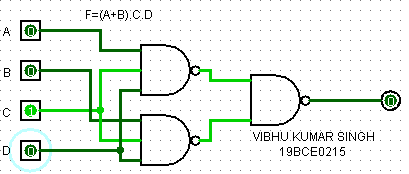 F=(A+B).C.D
A
0
B
0
C
1
D
0
0
VIBHU KUMAR SINGH
19BCE0215